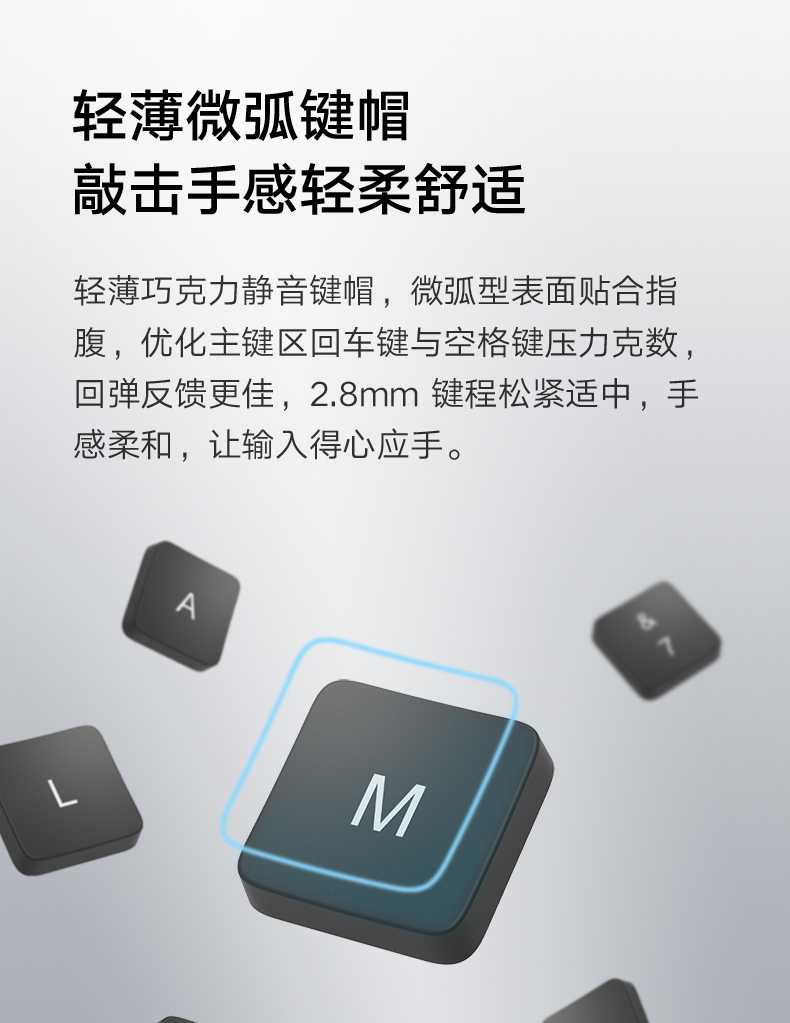 轻薄微弧键帽
敲击手感轻柔舒适
轻薄巧克力静音键帽，微弧型表面贴合指
腹，优化主键区回车键与空格键压力克数，
回弹反馈更佳，2.8mm 键程松紧适中，手
感柔和，让输入得心应手。
A
&
7
L
M